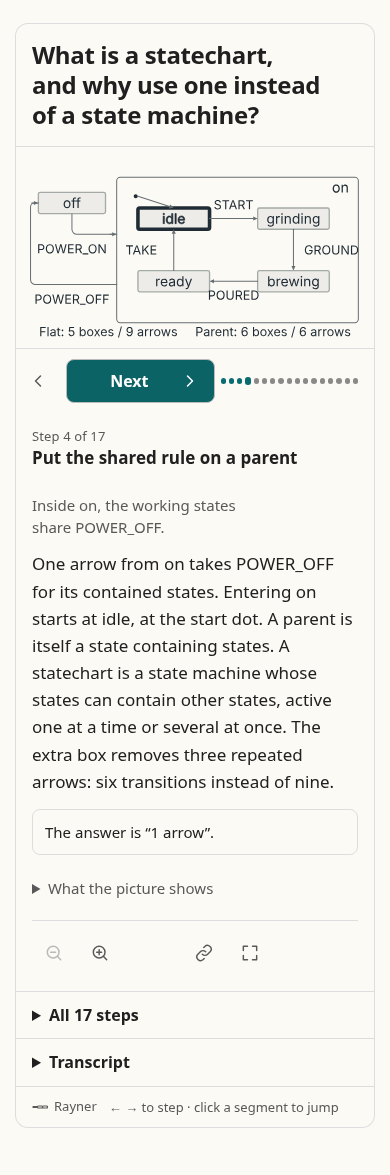 What is a statechart,
and why use one instead
of a state machine?
on
off
idle
START
grinding
POWER_ON
TAKE
GROUND
ready
POURED
brewing
POWER_OFF
Flat: 5 boxes / 9 arrows
Parent: 6 boxes / 6 arrows
Next
Step 4 of 17
Put the shared rule on a parent
Inside on, the working states
share POWER_OFF.
One arrow from on takes POWER_OFF
for its contained states. Entering on
starts at idle, at the start dot. A parent is
itself a state containing states. A
statechart is a state machine whose
states can contain other states, active
one at a time or several at once. The
extra box removes three repeated
arrows: six transitions instead of nine.
The answer is “1 arrow”.
What the picture shows
All 17 steps
Transcript
Rayner ← → to step · click a segment to jump